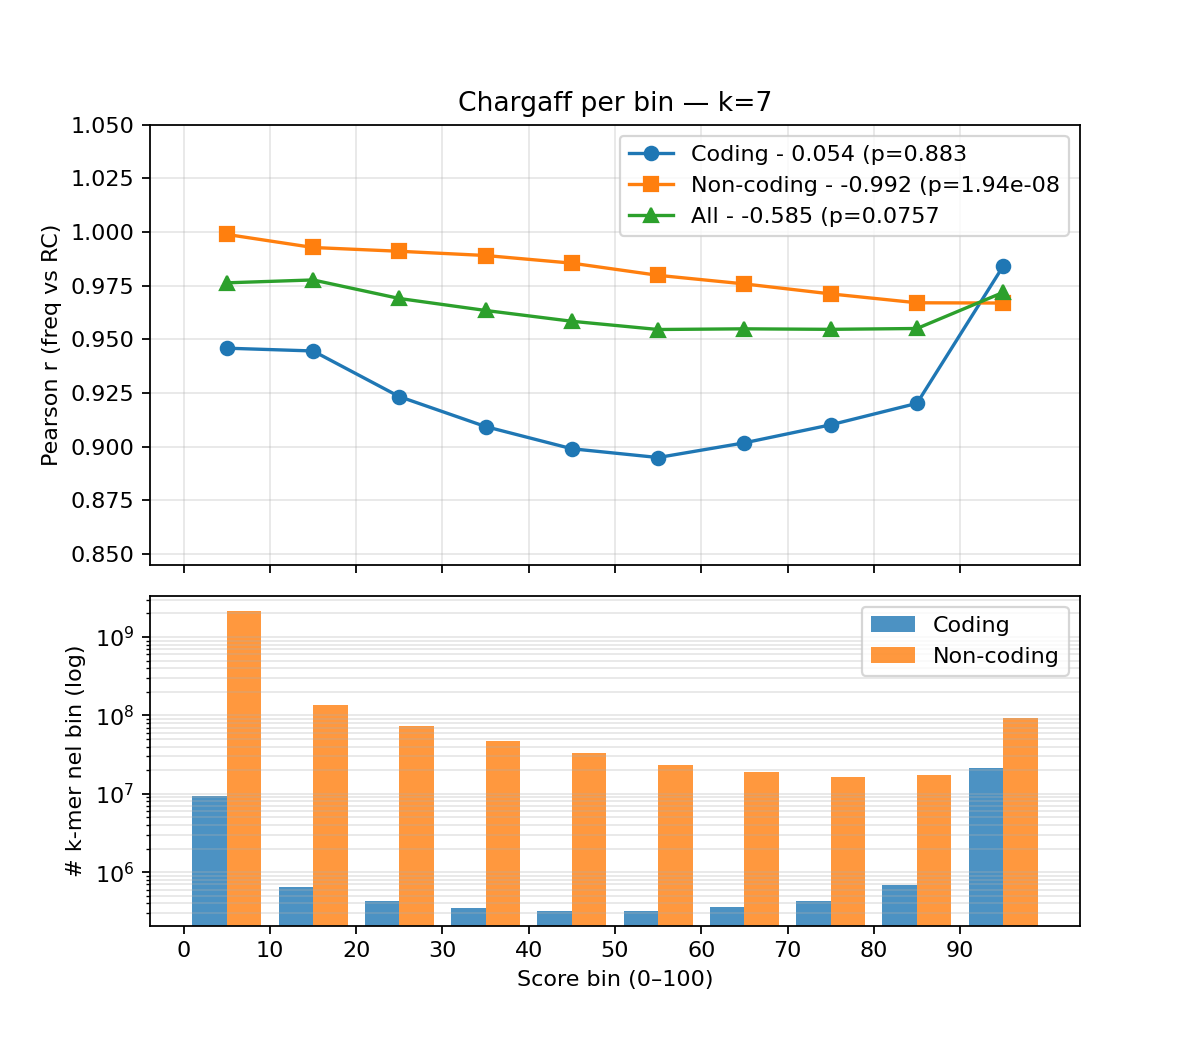 Chargaff per bin — k=7
Pearson r (freq vs RC)
1.050
1.025
1.000
0.975
0.950
0.925
0.900
0.875
0.850
Coding - 0.054 (p=0.883
Non-coding - -0.992 (p=1.94e-08
All - -0.585 (p=0.0757
# k-mer nel bin (log)
10⁹
10⁸
10⁷
10⁶
Coding
Non-coding
0 10 20 30 40 50 60 70 80 90
Score bin (0–100)